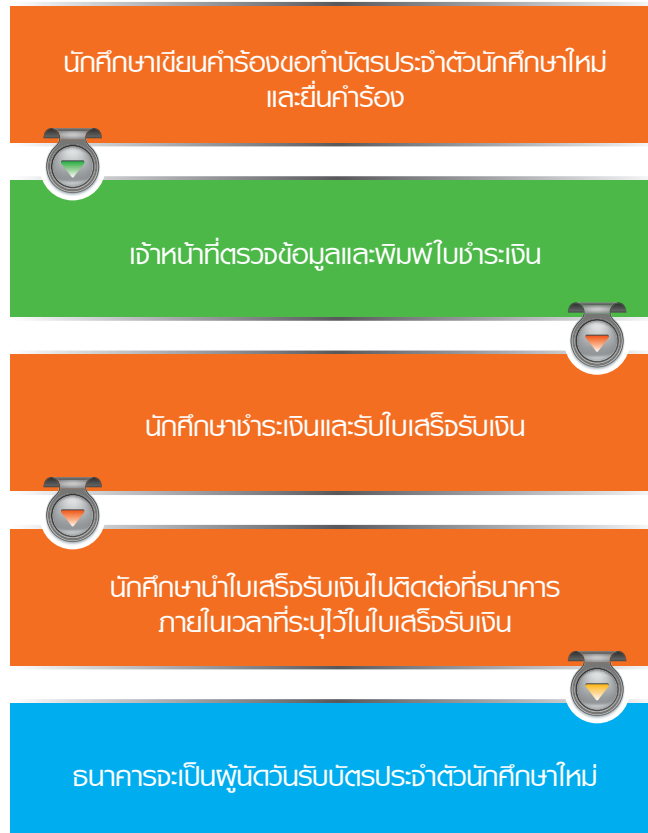 นักศึกษาเขียนคำร้องขอทำบัตรประจำตัวนักศึกษาใหม่
และยื่นคำร้อง
เจ้าหน้าที่ตรวจข้อมูลและพิมพ์ใบชำระเงิน
นักศึกษาชำระเงินและรับใบเสร็จรับเงิน
นักศึกษานำใบเสร็จรับเงินไปติดต่อที่ธนาคาร
ภายในเวลาที่ระบุไว้ในใบเสร็จรับเงิน
ธนาคารจะเป็นผู้นัดวันรับบัตรประจำตัวนักศึกษาใหม่